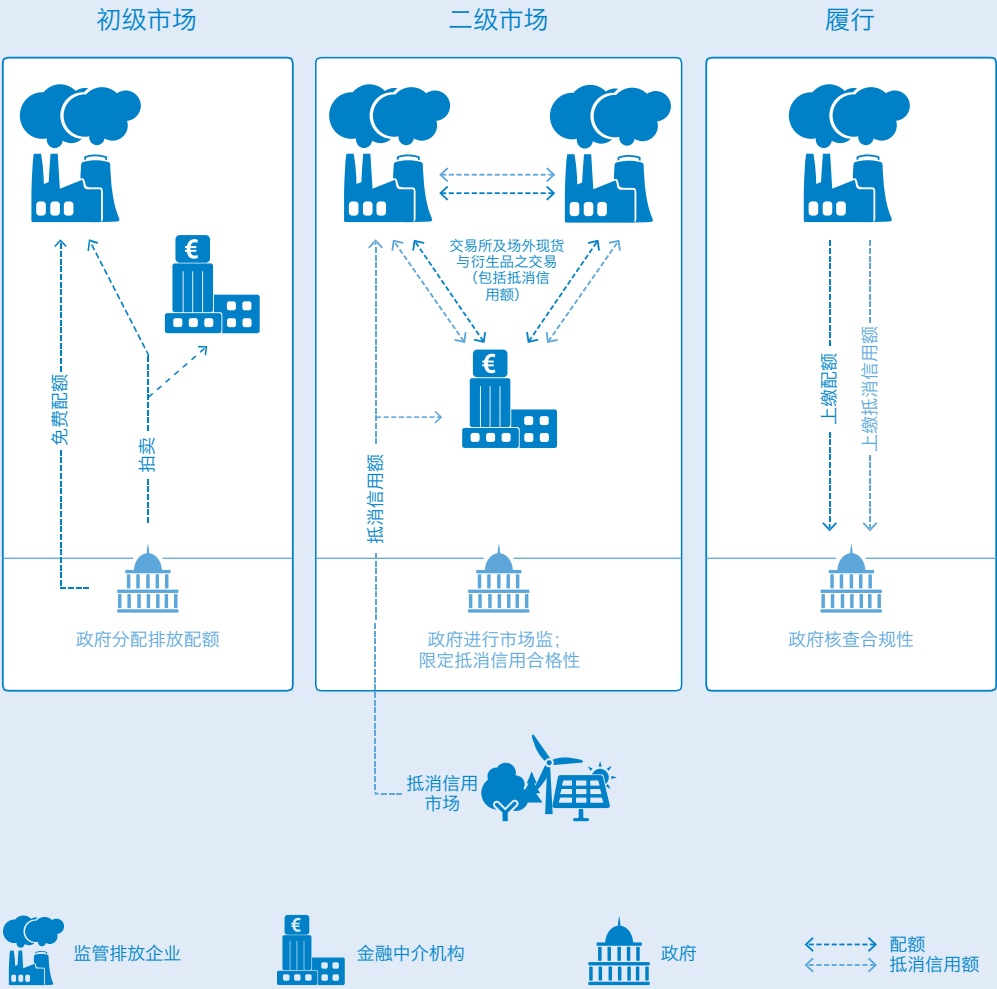 初级市场
二级市场
履行
€
交易所及场外现货
与衍生品之交易
（包括抵消信
用额）
€
免费配额
拍卖
抵消信用额
上缴配额
上缴抵消信用额
政府分配排放配额
政府进行市场监；
限定抵消信用合格性
政府核查合规性
抵消信用
市场
监管排放企业
€
金融中介机构
政府
配额
抵消信用额